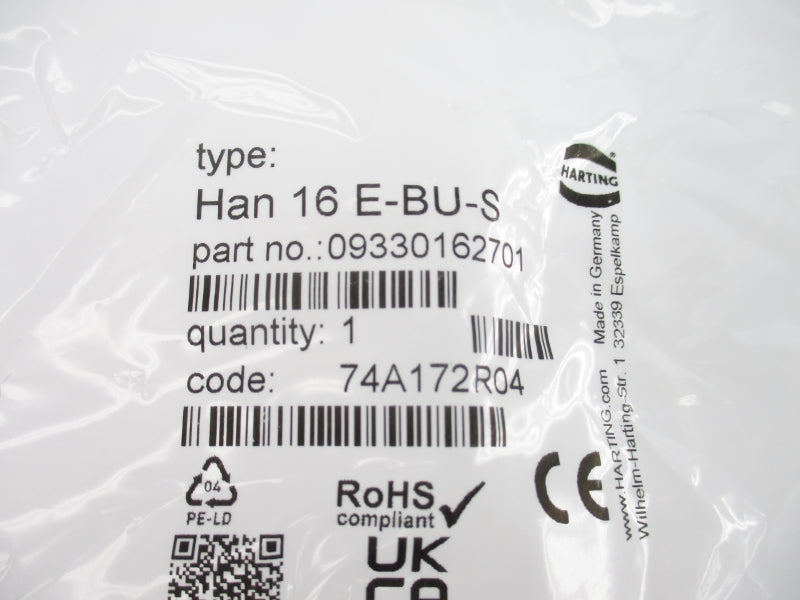 type:
Han 16 E-BU-S
part no.:09330162701
quantity: 1
code: 74A172R04
04
PE-LD
RoHS
compliant
UK
CA
HARTING
®
Made in Germany
www.HARTING.com
Wilhelm-Harting-Str. 1 32339 Espelkamp